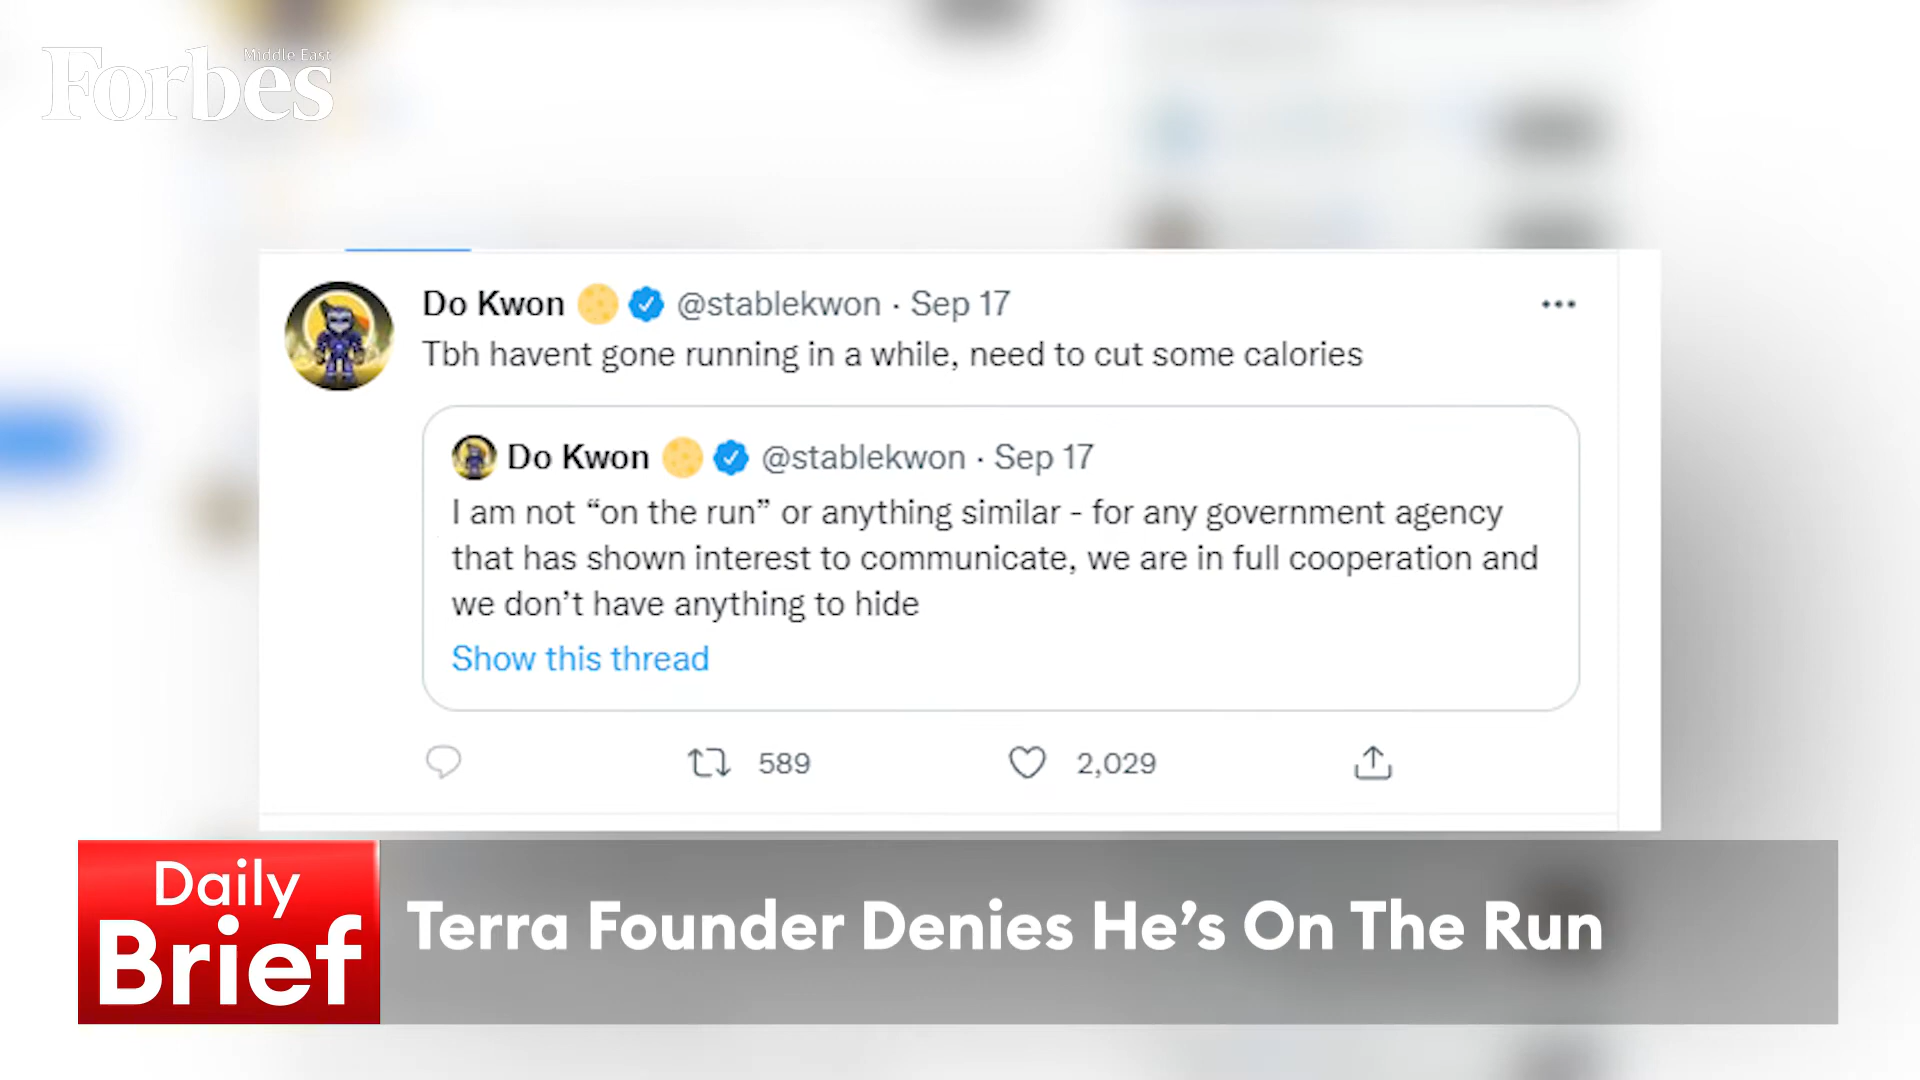 Forbes
Middle East
Do Kwon @stablekwon · Sep 17
Tbh havent gone running in a while, need to cut some calories
Do Kwon @stablekwon · Sep 17
I am not “on the run” or anything similar - for any government agency
that has shown interest to communicate, we are in full cooperation and
we don’t have anything to hide
Show this thread
589
2,029
Daily
Brief
Terra Founder Denies He’s On The Run